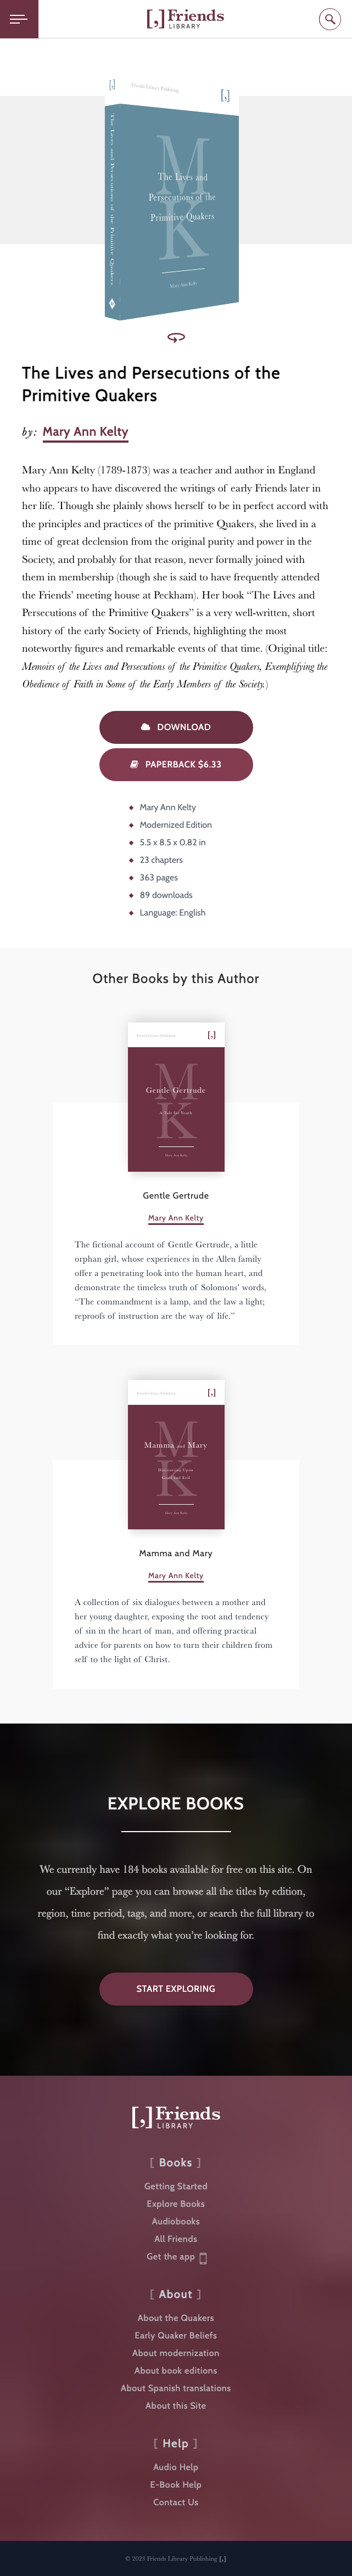 [,] Friends
LIBRARY
Friends Library Publishing [,]
The Lives and Persecutions of the Primitive Quakers
MK
The Lives and
Persecutions of the
Primitive Quakers
Mary Ann Kelty
The Lives and Persecutions of the
Primitive Quakers
by: Mary Ann Kelty
Mary Ann Kelty (1789-1873) was a teacher and author in England
who appears to have discovered the writings of early Friends later in
her life. Though she plainly shows herself to be in perfect accord with
the principles and practices of the primitive Quakers, she lived in a
time of great declension from the original purity and power in the
Society, and probably for that reason, never formally joined with
them in membership (though she is said to have frequently attended
the Friends’ meeting house at Peckham). Her book “The Lives and
Persecutions of the Primitive Quakers” is a very well-written, short
history of the early Society of Friends, highlighting the most
noteworthy figures and remarkable events of that time. (Original title:
Memoirs of the Lives and Persecutions of the Primitive Quakers, Exemplifying the
Obedience of Faith in Some of the Early Members of the Society.)
DOWNLOAD
PAPERBACK $6.33
Mary Ann Kelty
Modernized Edition
5.5 x 8.5 x 0.82 in
23 chapters
363 pages
89 downloads
Language: English
Other Books by this Author
Friends Library Publishing [,]
MK
Gentle Gertrude
A Tale for Youth
Mary Ann Kelty
Gentle Gertrude
Mary Ann Kelty
The fictional account of Gentle Gertrude, a little
orphan girl, whose experiences in the Allen family
offer a penetrating look into the human heart, and
demonstrate the timeless truth of Solomons’ words,
“The commandment is a lamp, and the law a light;
reproofs of instruction are the way of life.”
Friends Library Publishing [,]
MK
Mamma and Mary
Discoursing Upon
Good and Evil
Mary Ann Kelty
Mamma and Mary
Mary Ann Kelty
A collection of six dialogues between a mother and
her young daughter, exposing the root and tendency
of sin in the heart of man, and offering practical
advice for parents on how to turn their children from
self to the light of Christ.
EXPLORE BOOKS
We currently have 184 books available for free on this site. On
our “Explore” page you can browse all the titles by edition,
region, time period, tags, and more, or search the full library to
find exactly what you’re looking for.
START EXPLORING
[,] Friends
LIBRARY
[ Books ]
Getting Started
Explore Books
Audiobooks
All Friends
Get the app
[ About ]
About the Quakers
Early Quaker Beliefs
About modernization
About book editions
About Spanish translations
About this Site
[ Help ]
Audio Help
E-Book Help
Contact Us
© 2023 Friends Library Publishing [,]